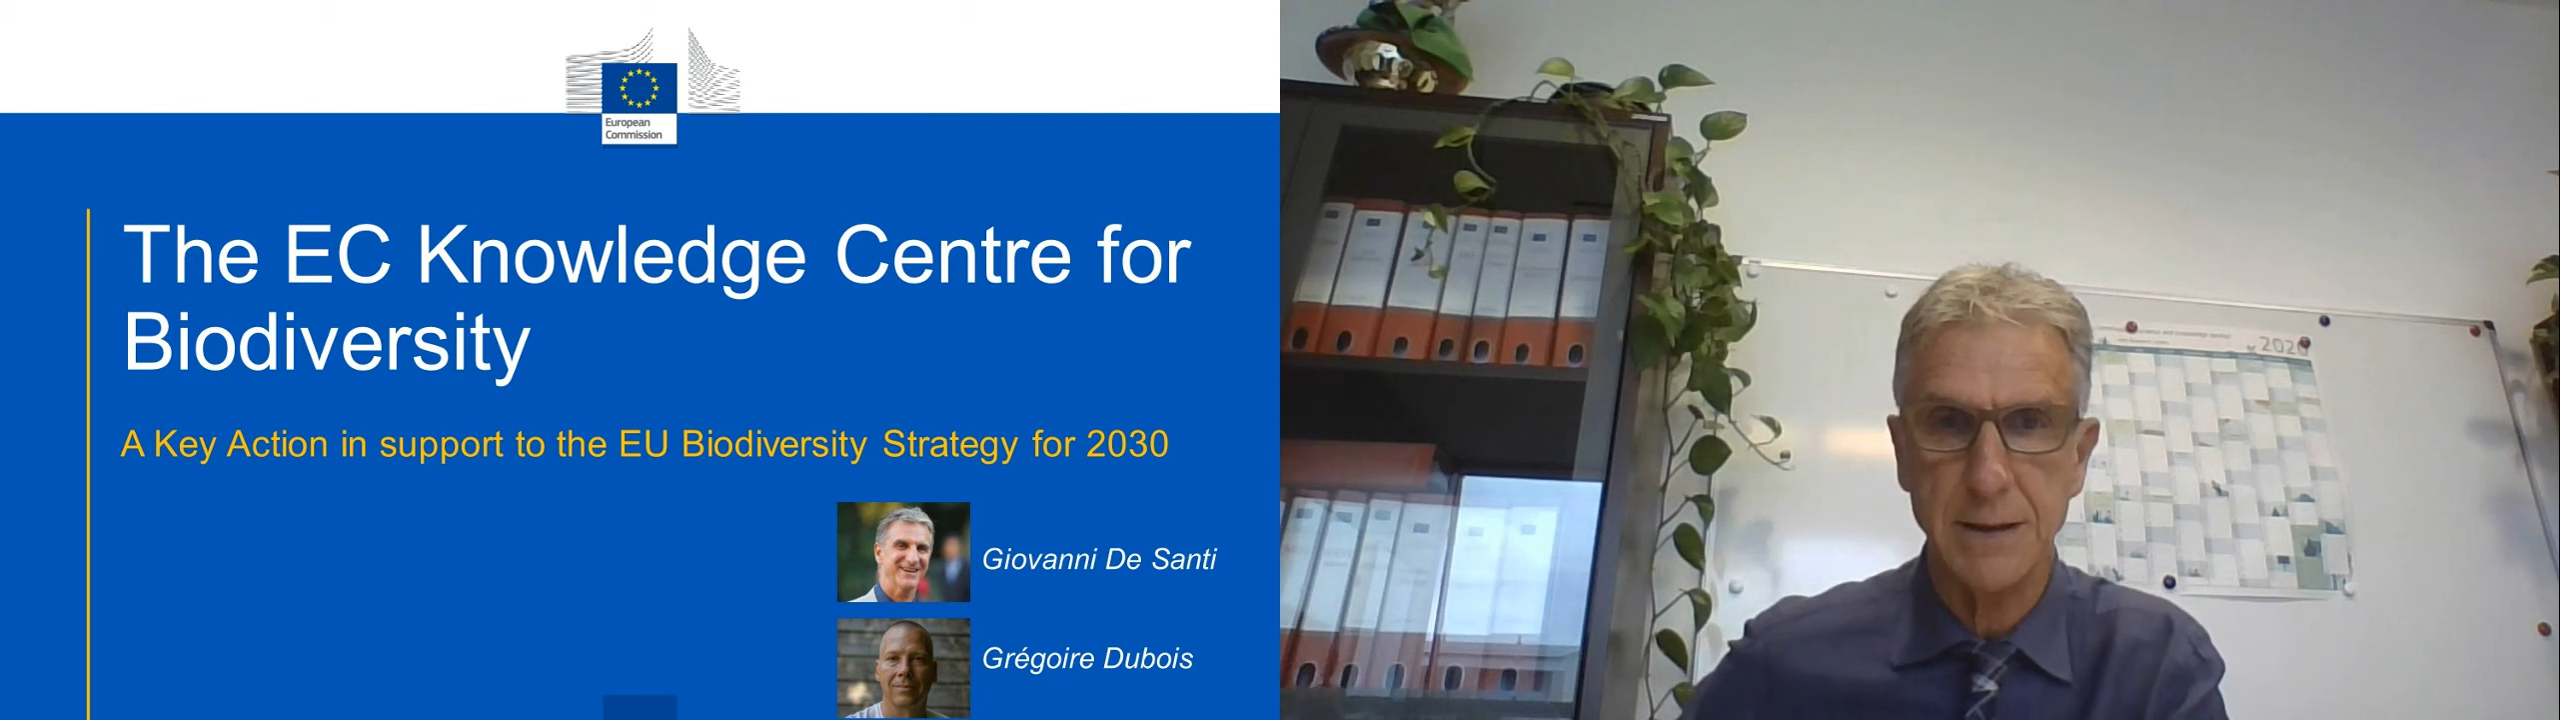 European
Commission
The EC Knowledge Centre for
Biodiversity
A Key Action in support to the EU Biodiversity Strategy for 2030
Giovanni De Santi
Grégoire Dubois
2020